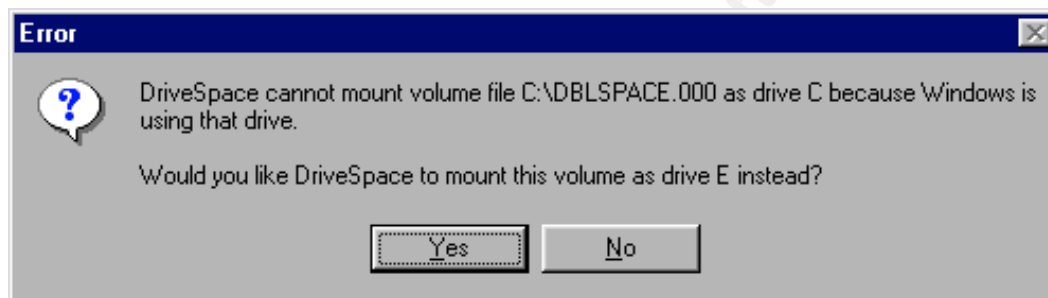 Error
DriveSpace cannot mount volume file C:\DBLSPACE.000 as drive C because Windows is
using that drive.
Would you like DriveSpace to mount this volume as drive E instead?
Yes
No